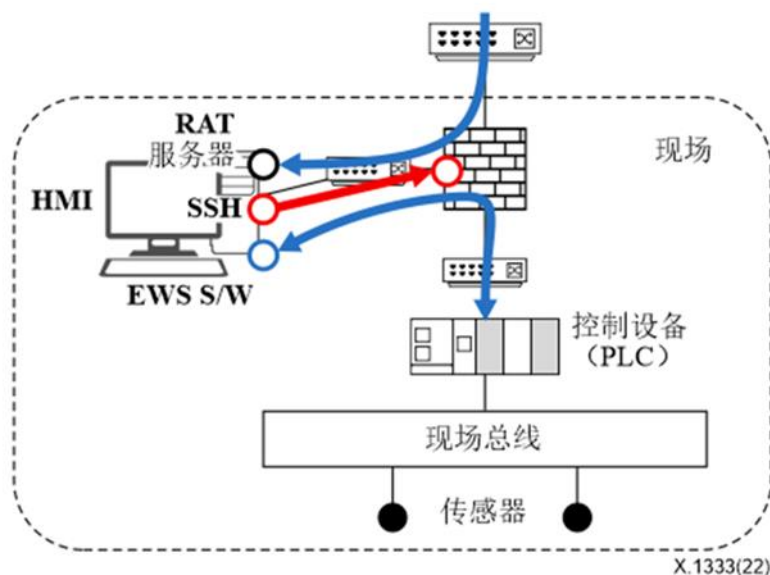 RAT
服务器
现场
HMI
SSH
EWS S/W
控制设备
（PLC）
现场总线
传感器
X.1333(22)